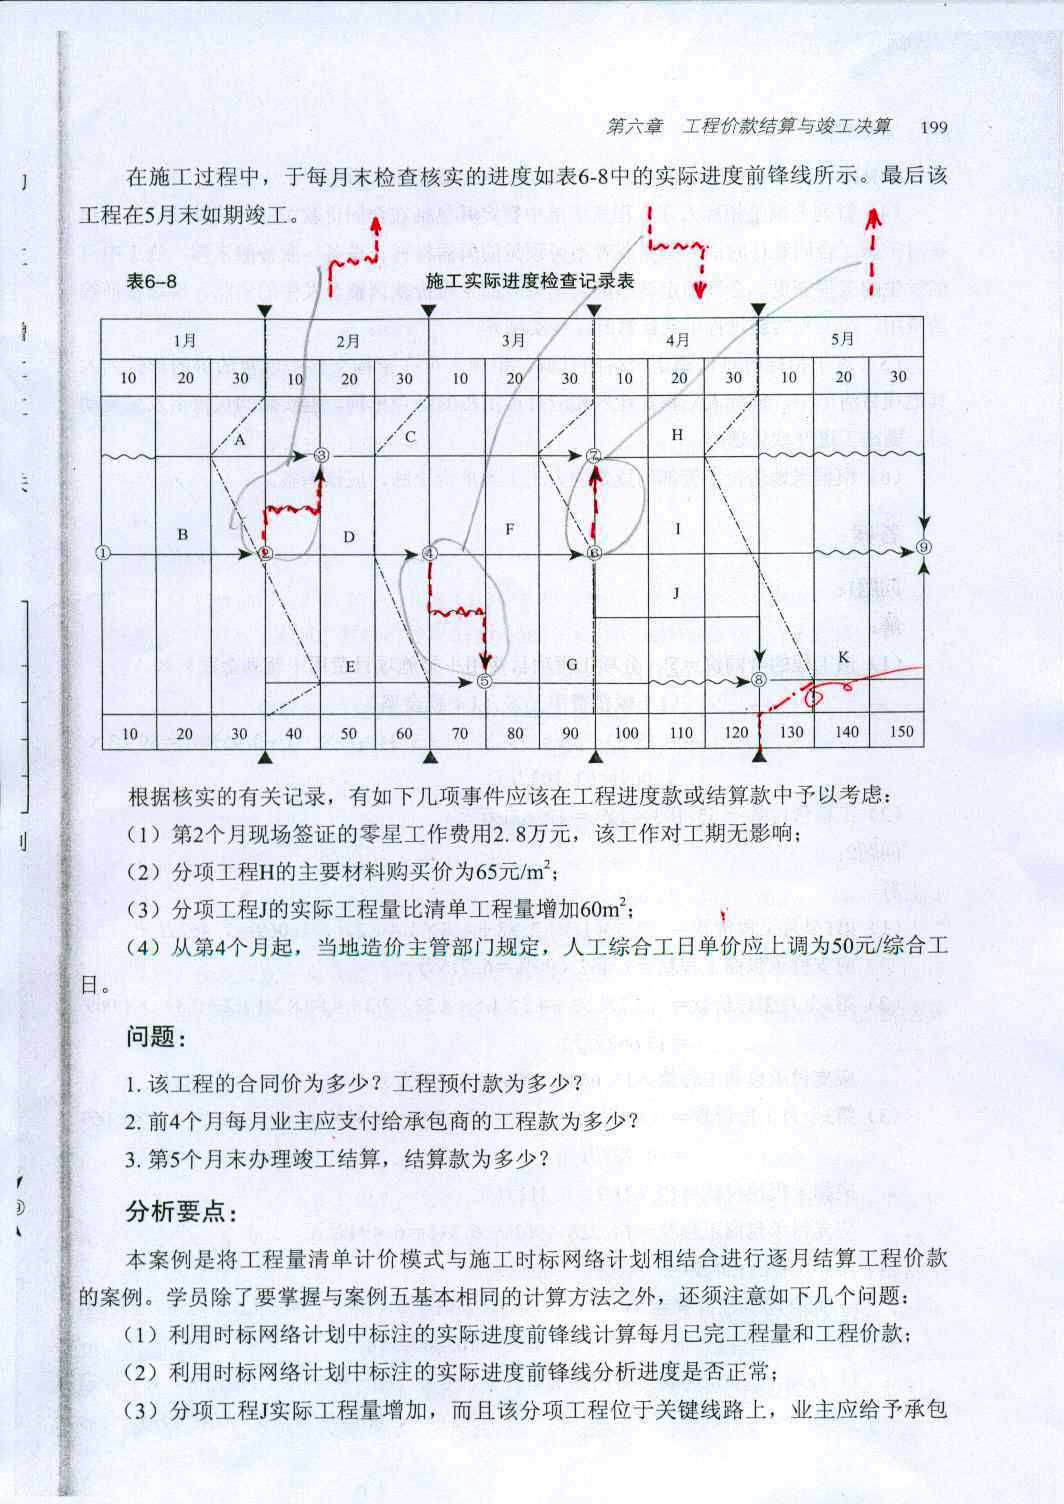 第六章 工程价款结算与竣工决算 199
在施工过程中，于每月末检查核实的进度如表6-8中的实际进度前锋线所示。最后该
工程在5月末如期竣工。
表6-8 施工实际进度检查记录表
1月 2月 3月 4月 5月
10 20 30 10 20 30 10 20 30 10 20 30 10 20 30
A ③ C ⑦ H
① B ② D ④ F ⑥ I ⑨
J
E ⑤ G ⑧ K
10 20 30 40 50 60 70 80 90 100 110 120 130 140 150
根据核实的有关记录，有如下几项事件应该在工程进度款或结算款中予以考虑：
（1）第2个月现场签证的零星工作费用2.8万元，该工作对工期无影响；
（2）分项工程H的主要材料购买价为65元/m²；
（3）分项工程J的实际工程量比清单工程量增加60m²；
（4）从第4个月起，当地造价主管部门规定，人工综合工日单价应上调为50元/综合工
日。
问题：
1. 该工程的合同价为多少？工程预付款为多少？
2. 前4个月每月业主应支付给承包商的工程款为多少？
3. 第5个月末办理竣工结算，结算款为多少？
分析要点：
本案例是将工程量清单计价模式与施工时标网络计划相结合进行逐月结算工程价款
的案例。学员除了要掌握与案例五基本相同的计算方法之外，还须注意如下几个问题：
（1）利用时标网络计划中标注的实际进度前锋线计算每月已完工程量和工程价款；
（2）利用时标网络计划中标注的实际进度前锋线分析进度是否正常；
（3）分项工程J实际工程量增加，而且该分项工程位于关键线路上，业主应给予承包